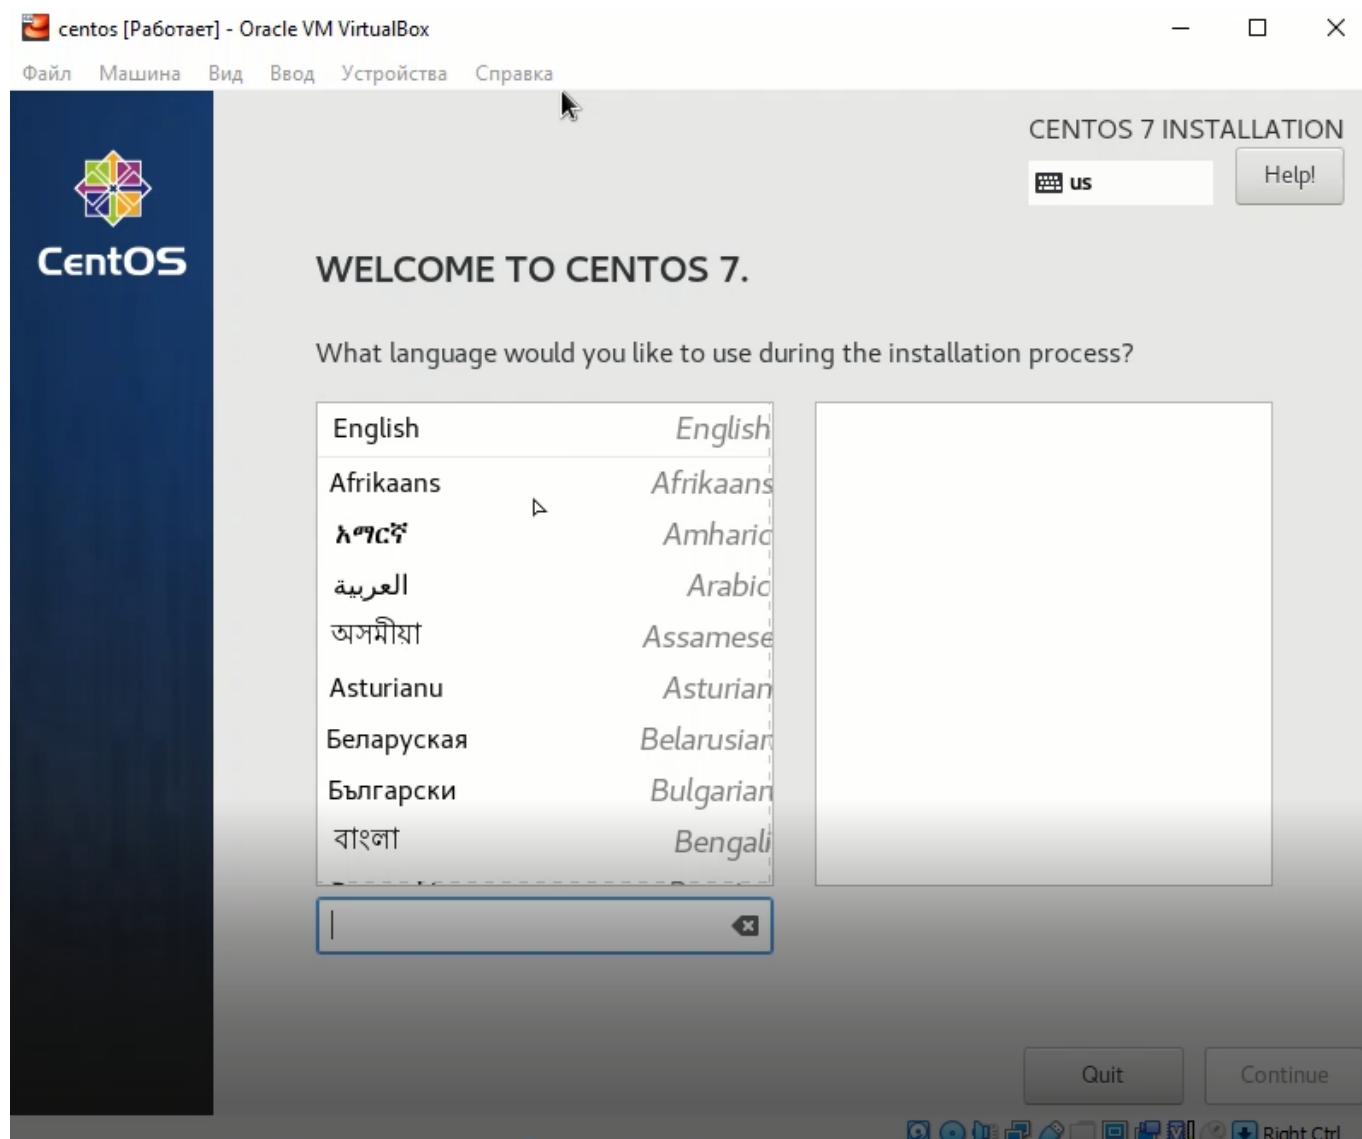 centos [Работает] - Oracle VM VirtualBox
Файл Машина Вид Ввод Устройства Справка
CENTOS 7 INSTALLATION
us Help!
CentOS
WELCOME TO CENTOS 7.
What language would you like to use during the installation process?
English English
Afrikaans Afrikaans
አማርኛ Amharic
العربية Arabic
অসমীয়া Assamese
Asturianu Asturian
Беларуская Belarusian
Български Bulgarian
বাংলা Bengali
Quit Continue
Right Ctrl